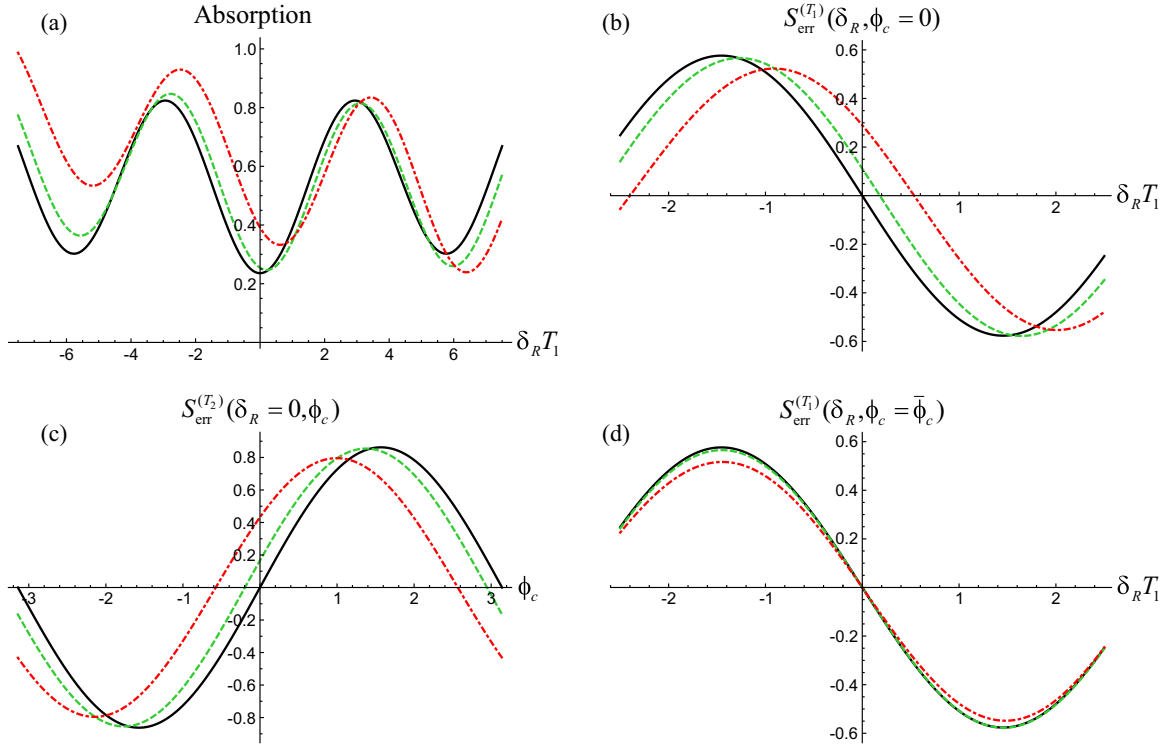 (a)
Absorption
1.0
0.8
0.6
0.4
0.2
-6 -4 -2 2 4 6
δ_R T_1
(b)
S_err^(T_1)(δ_R, ϕ_c = 0)
0.6
0.4
0.2
-2 -1 1 2
δ_R T_1
-0.2
-0.4
-0.6
(c)
S_err^(T_2)(δ_R = 0, ϕ_c)
0.8
0.6
0.4
0.2
-3 -2 -1 1 2 3
ϕ_c
-0.2
-0.4
-0.6
-0.8
(d)
S_err^(T_1)(δ_R, ϕ_c = ϕ̄_c)
0.6
0.4
0.2
-2 -1 1 2
δ_R T_1
-0.2
-0.4
-0.6